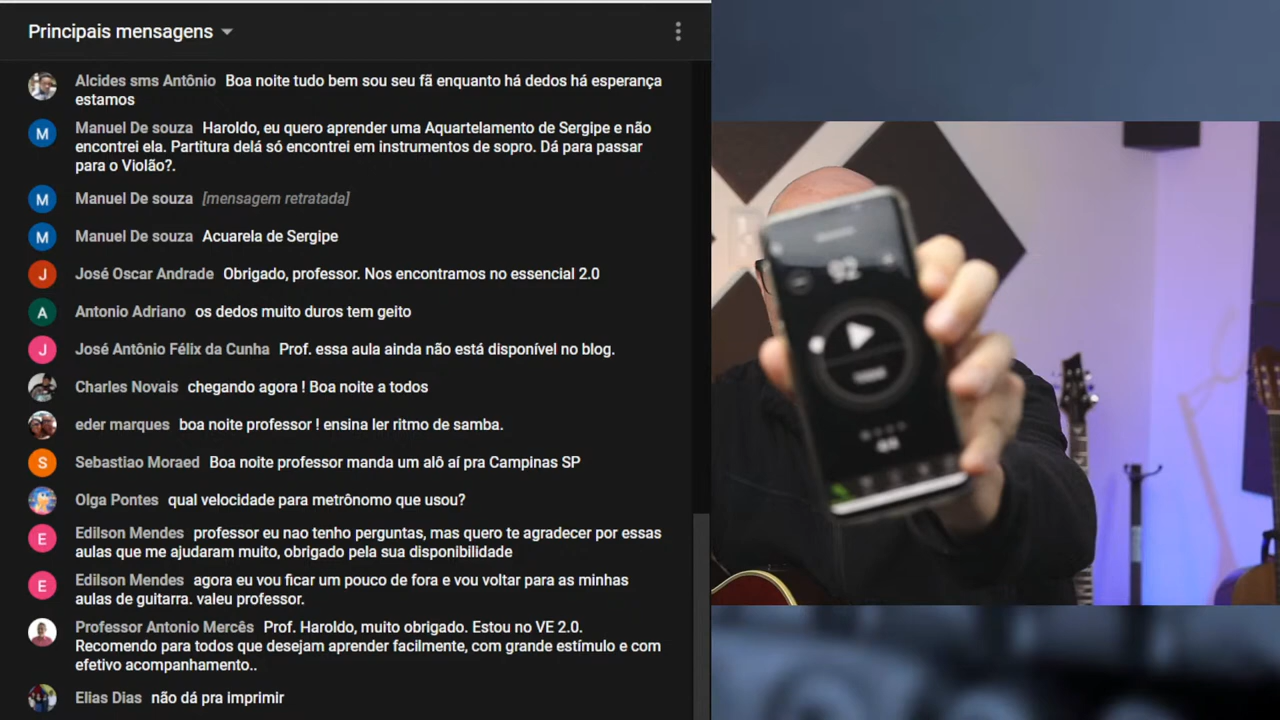 Principais mensagens
Alcides sms Antônio Boa noite tudo bem sou seu fã enquanto há dedos há esperança
estamos
Manuel De souza Haroldo, eu quero aprender uma Aquartelamento de Sergipe e não
encontrei ela. Partitura delá só encontrei em instrumentos de sopro. Dá para passar
para o Violão?.
Manuel De souza [mensagem retratada]
Manuel De souza Acuarela de Sergipe
José Oscar Andrade Obrigado, professor. Nos encontramos no essencial 2.0
Antonio Adriano os dedos muito duros tem geito
José Antônio Félix da Cunha Prof. essa aula ainda não está disponível no blog.
Charles Novais chegando agora ! Boa noite a todos
eder marques boa noite professor ! ensina ler ritmo de samba.
Sebastiao Moraed Boa noite professor manda um alô aí pra Campinas SP
Olga Pontes qual velocidade para metrônomo que usou?
Edilson Mendes professor eu nao tenho perguntas, mas quero te agradecer por essas
aulas que me ajudaram muito, obrigado pela sua disponibilidade
Edilson Mendes agora eu vou ficar um pouco de fora e vou voltar para as minhas
aulas de guitarra. valeu professor.
Professor Antonio Mercês Prof. Haroldo, muito obrigado. Estou no VE 2.0.
Recomendo para todos que desejam aprender facilmente, com grande estímulo e com
efetivo acompanhamento..
Elias Dias não dá pra imprimir
92